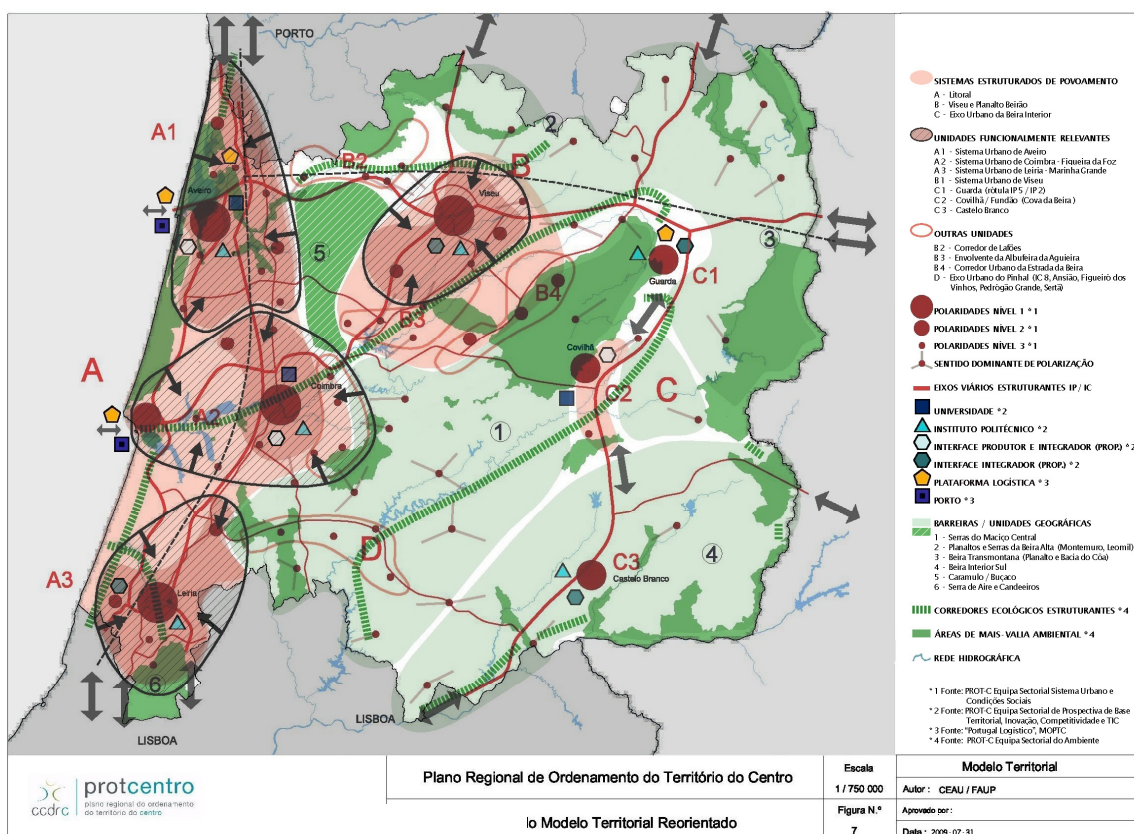 PORTO
A1
B2
2
B
Aveiro
Viseu
5
3
C1
B4
Guarda
B3
Covilhã
A
Coimbra
C2
C
A2
1
D
4
A3
C3
Castelo Branco
Leiria
6
LISBOA
LISBOA
SISTEMAS ESTRUTURADOS DE POVOAMENTO
A - Litoral
B - Viseu e Planalto Beirão
C - Eixo Urbano da Beira Interior
UNIDADES FUNCIONALMENTE RELEVANTES
A 1 - Sistema Urbano de Aveiro
A 2 - Sistema Urbano de Coimbra - Figueira da Foz
A 3 - Sistema Urbano de Leiria - Marinha Grande
B 1 - Sistema Urbano de Viseu
C 1 - Guarda (rótula IP 5 / IP 2)
C 2 - Covilhã / Fundão (Cova da Beira )
C 3 - Castelo Branco
OUTRAS UNIDADES
B 2 - Corredor de Lafões
B 3 - Envolvente da Albufeira da Aguieira
B 4 - Corredor Urbano da Estrada da Beira
D - Eixo Urbano do Pinhal (IC 8, Ansião, Figueiró dos
Vinhos, Pedrógão Grande, Sertã)
POLARIDADES NÍVEL 1 *1
POLARIDADES NÍVEL 2 *1
POLARIDADES NÍVEL 3 *1
SENTIDO DOMINANTE DE POLARIZAÇÃO
EIXOS VIÁRIOS ESTRUTURANTES IP / IC
UNIVERSIDADE *2
INSTITUTO POLITÉCNICO *2
INTERFACE PRODUTOR E INTEGRADOR (PROP.) *2
INTERFACE INTEGRADOR (PROP.) *2
PLATAFORMA LOGÍSTICA *3
PORTO *3
BARREIRAS / UNIDADES GEOGRÁFICAS
1 - Serras do Maciço Central
2 - Planaltos e Serras da Beira Alta (Montemuro, Leomil)
3 - Beira Transmontana (Planalto e Bacia do Côa)
4 - Beira Interior Sul
5 - Caramulo / Buçaco
6 - Serra de Aire e Candeeiros
CORREDORES ECOLÓGICOS ESTRUTURANTES *4
ÁREAS DE MAIS-VALIA AMBIENTAL *4
REDE HIDROGRÁFICA
* 1 Fonte: PROT-C Equipa Sectorial Sistema Urbano e
Condições Sociais
* 2 Fonte: PROT-C Equipa Sectorial de Prospectiva de Base
Territorial, Inovação, Competitividade e TIC
* 3 Fonte: "Portugal Logístico", MOPTC
* 4 Fonte: PROT-C Equipa Sectorial do Ambiente
ccdrc
protcentro
plano regional do ordenamento
do território do centro
Plano Regional de Ordenamento do Território do Centro
lo Modelo Territorial Reorientado
Escala
1 / 750 000
Figura N.º
7
Modelo Territorial
Autor : CEAU / FAUP
Aprovado por :
Data : 2009-07-31